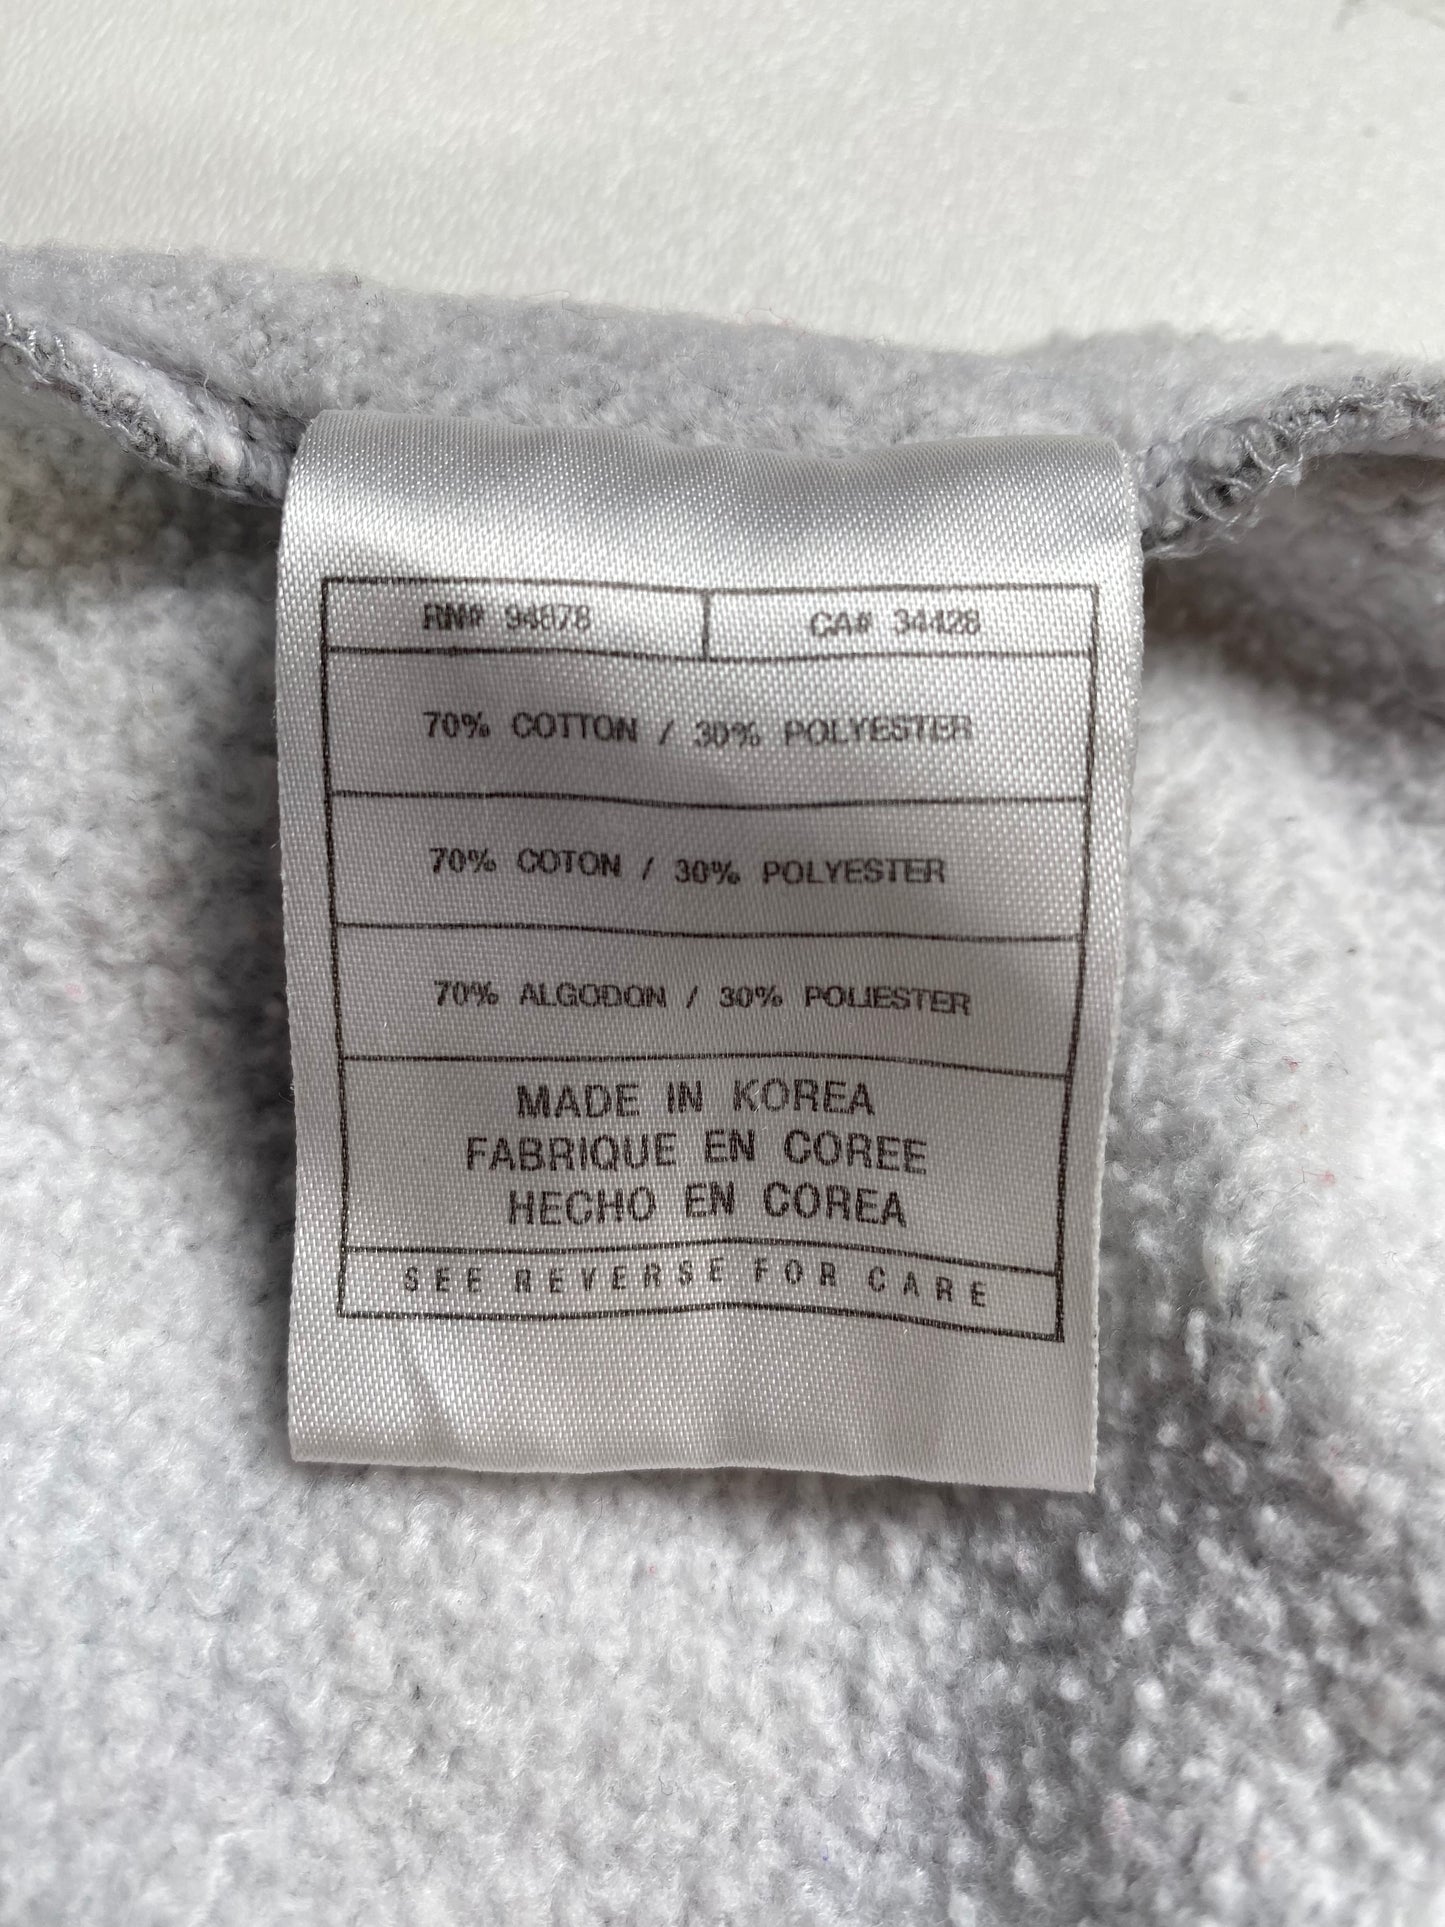 RN# 94878 CA# 34428
70% COTTON / 30% POLYESTER
70% COTON / 30% POLYESTER
70% ALGODON / 30% POLIESTER
MADE IN KOREA
FABRIQUE EN COREE
HECHO EN COREA
SEE REVERSE FOR CARE